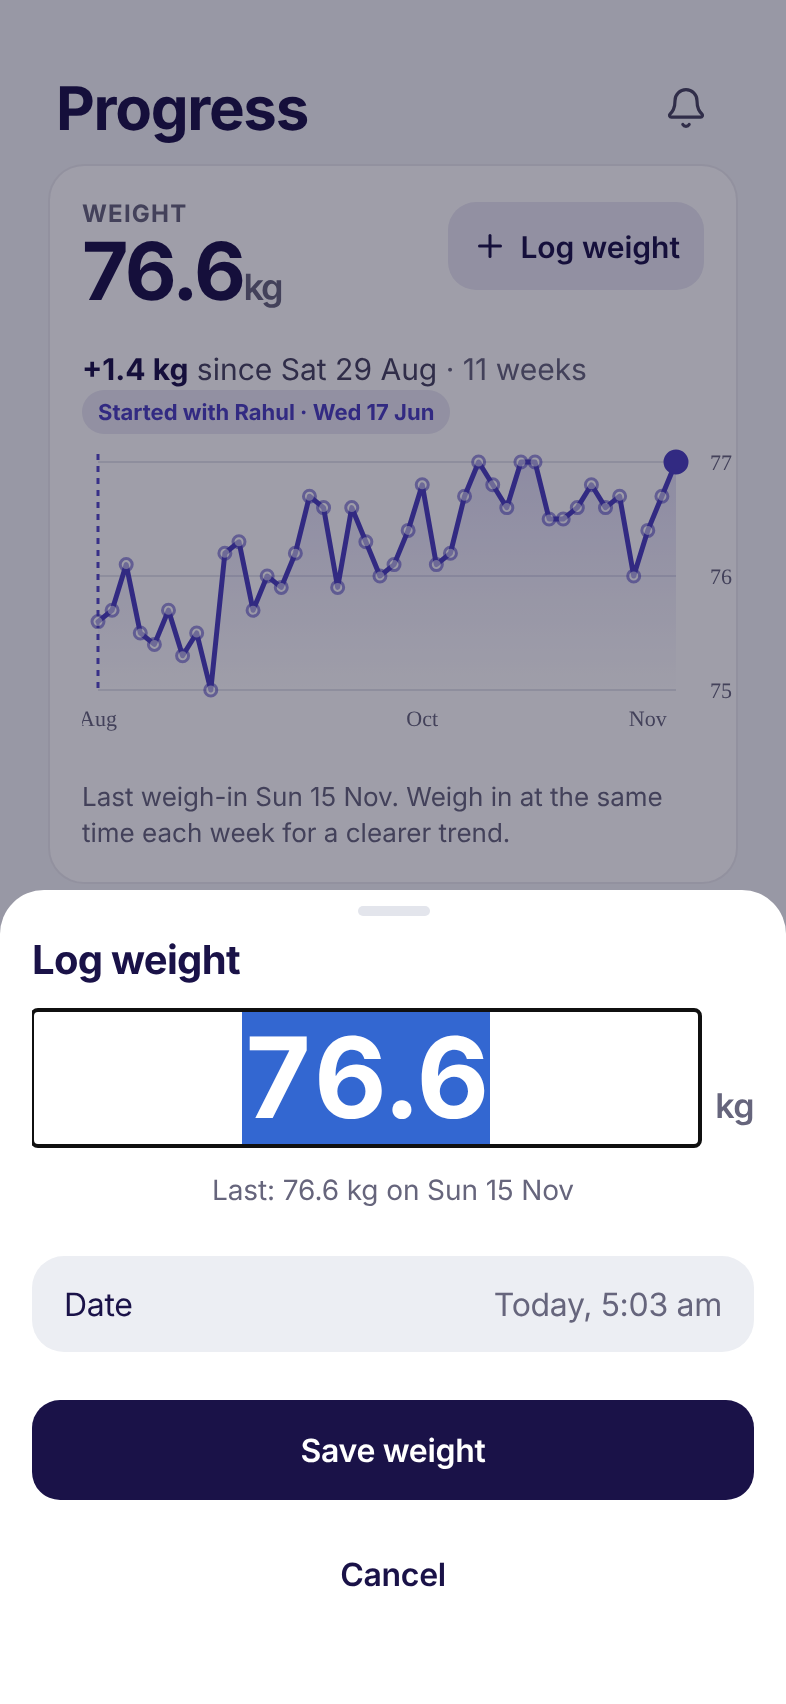 Progress
WEIGHT
76.6kg
+ Log weight
+1.4 kg since Sat 29 Aug · 11 weeks
Started with Rahul · Wed 17 Jun
77
76
75
Aug
Oct
Nov
Last weigh-in Sun 15 Nov. Weigh in at the same
time each week for a clearer trend.
Log weight
76.6
kg
Last: 76.6 kg on Sun 15 Nov
Date
Today, 5:03 am
Save weight
Cancel